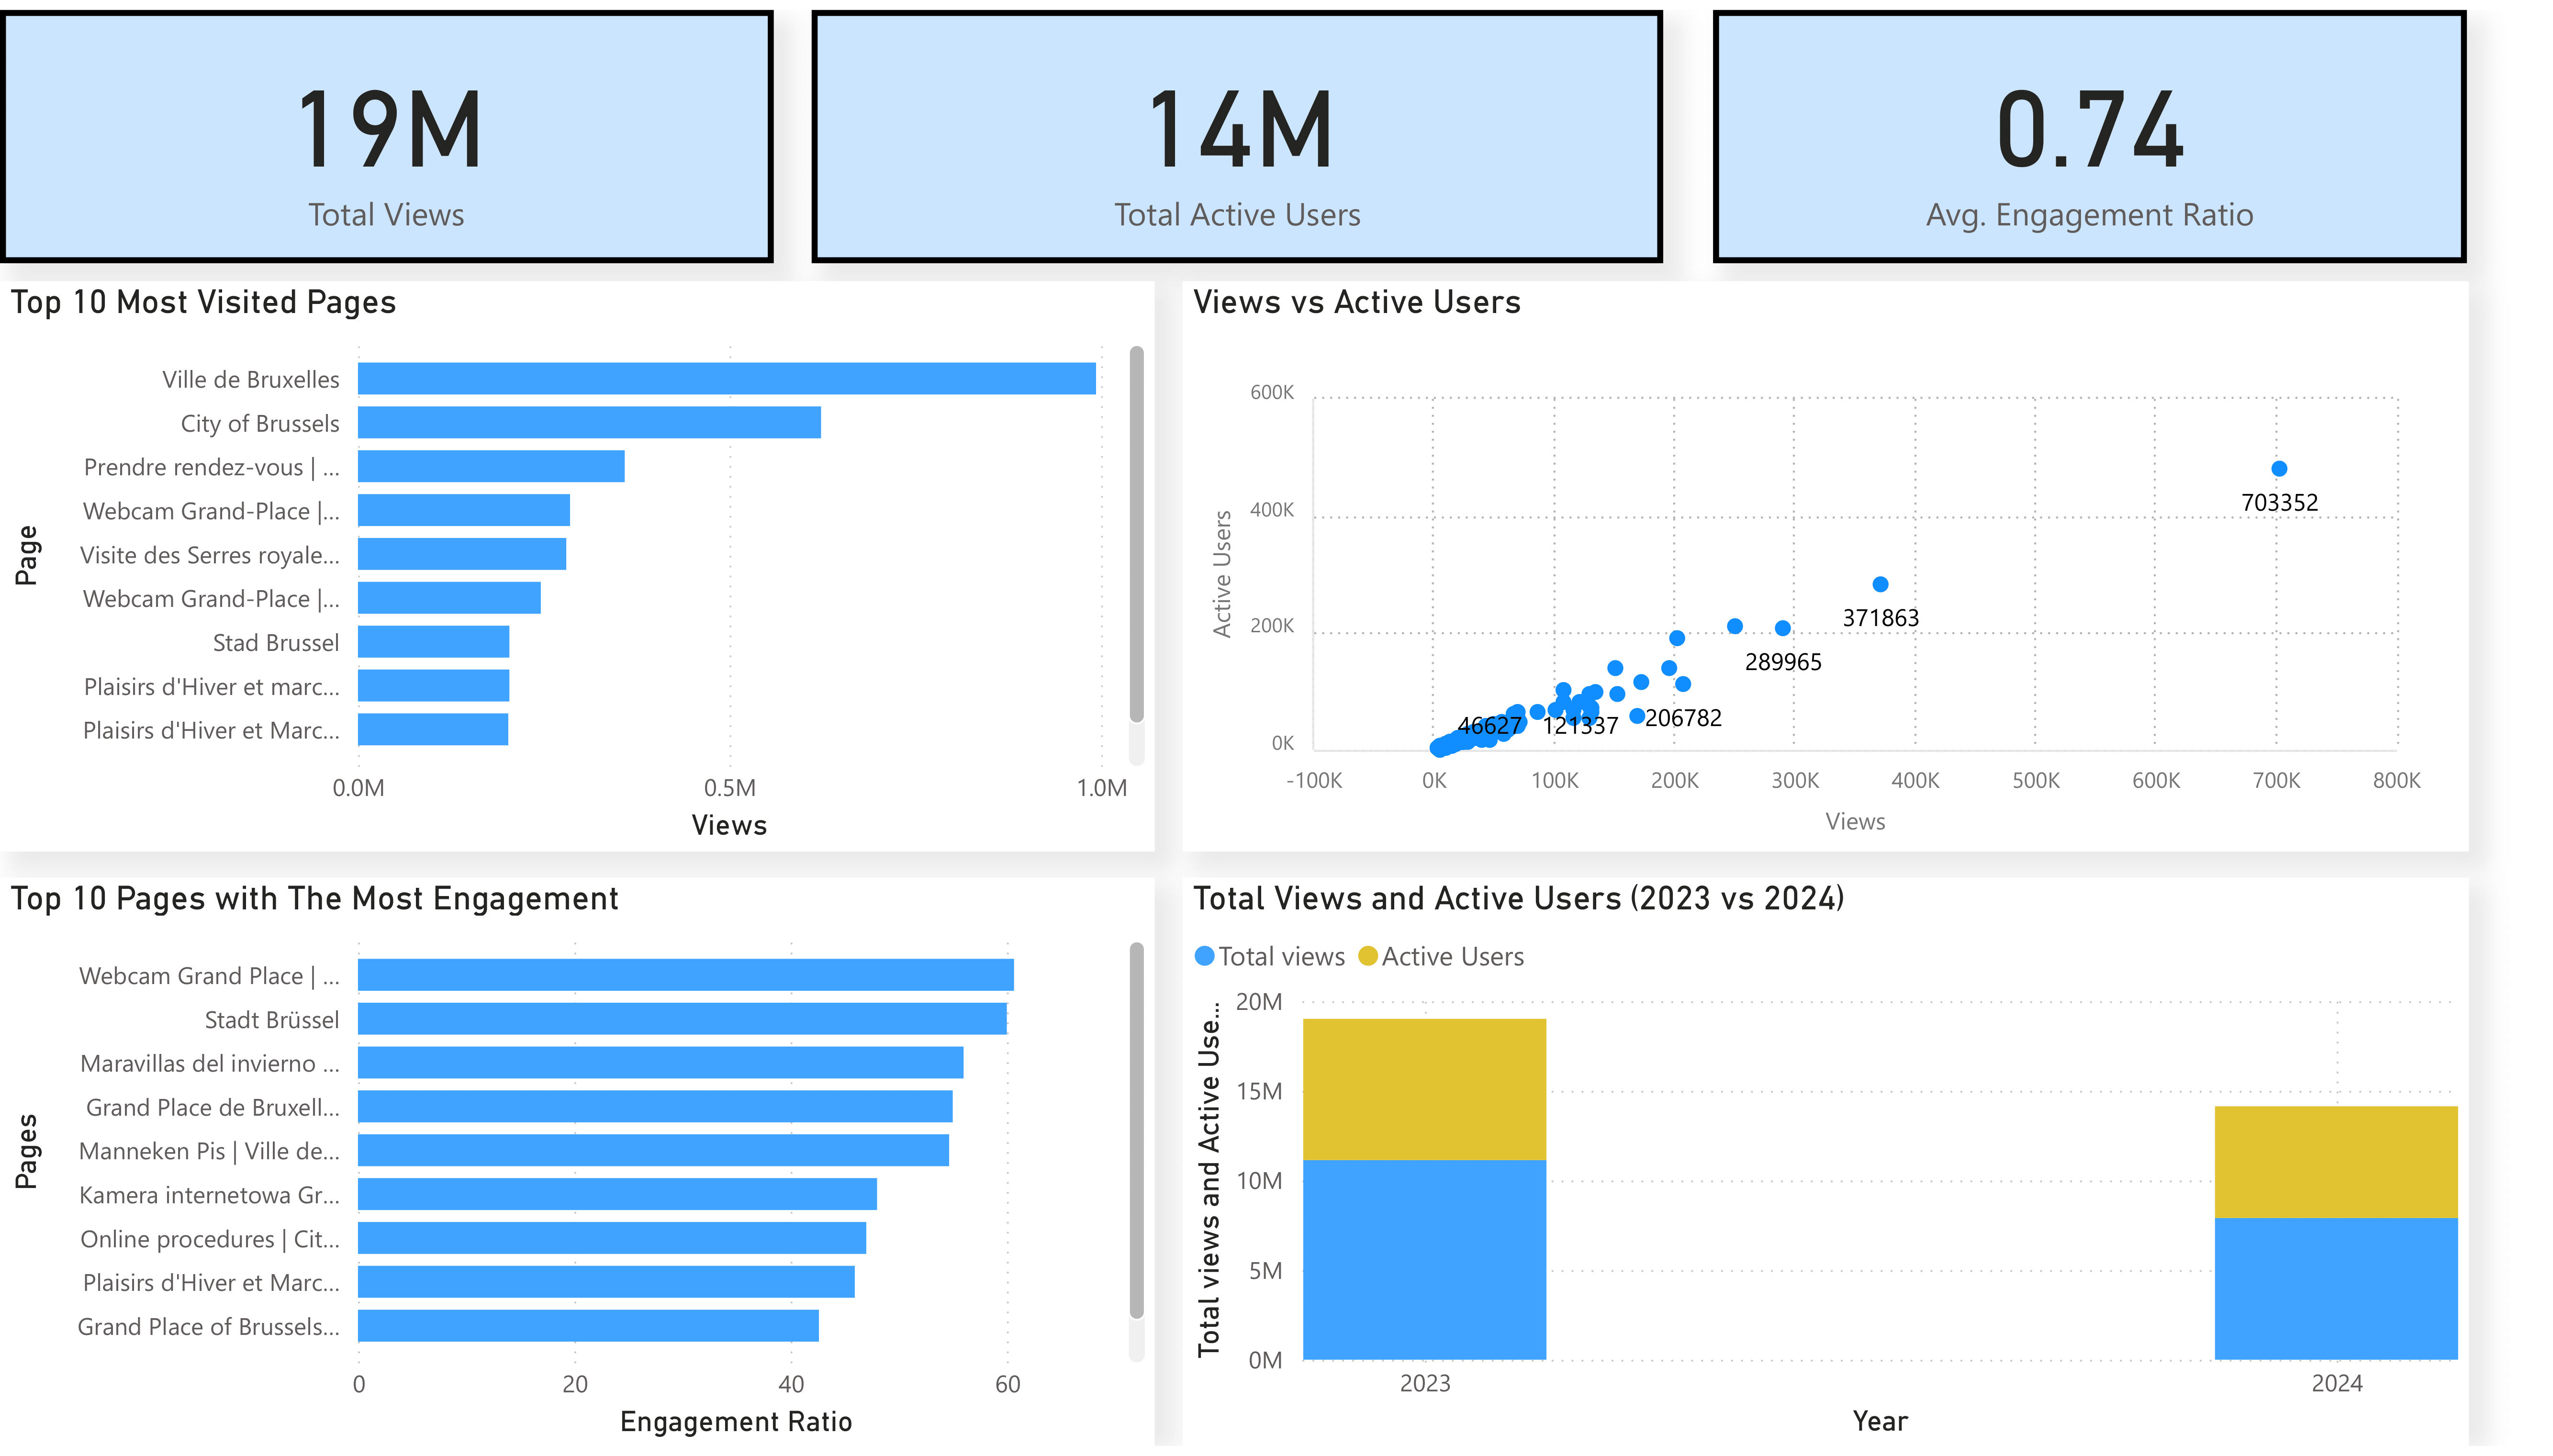 19M
Total Views
14M
Total Active Users
0.74
Avg. Engagement Ratio
Top 10 Most Visited Pages
Page
Ville de Bruxelles
City of Brussels
Prendre rendez-vous | ...
Webcam Grand-Place |...
Visite des Serres royale...
Webcam Grand-Place |...
Stad Brussel
Plaisirs d'Hiver et marc...
Plaisirs d'Hiver et Marc...
0.0M 0.5M 1.0M
Views
Views vs Active Users
Active Users
600K
400K
200K
0K
703352
371863
289965
206782
121337
46627
-100K 0K 100K 200K 300K 400K 500K 600K 700K 800K
Views
Top 10 Pages with The Most Engagement
Pages
Webcam Grand Place | ...
Stadt Brüssel
Maravillas del invierno ...
Grand Place de Bruxell...
Manneken Pis | Ville de...
Kamera internetowa Gr...
Online procedures | Cit...
Plaisirs d'Hiver et Marc...
Grand Place of Brussels...
0 20 40 60
Engagement Ratio
Total Views and Active Users (2023 vs 2024)
Total views Active Users
Total views and Active Use...
20M
15M
10M
5M
0M
2023 2024
Year